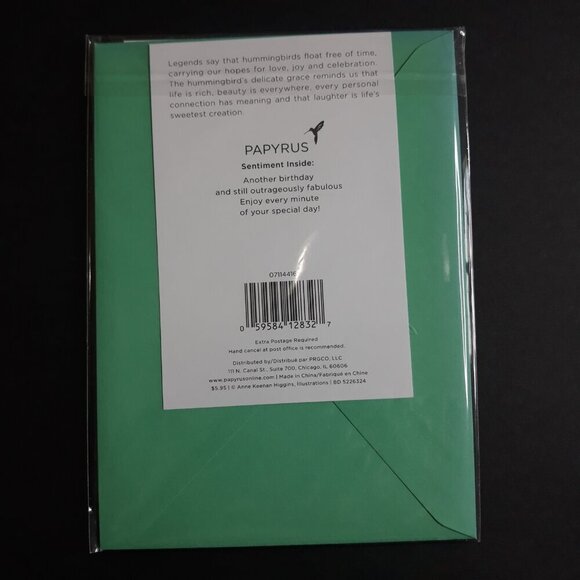 Legends say that hummingbirds float free of time,
carrying our hopes for love, joy and celebration.
The hummingbird's delicate grace reminds us that
life is rich, beauty is everywhere, every personal
connection has meaning and that laughter is life's
sweetest creation.
PAPYRUS
Sentiment Inside:
Another birthday
and still outrageously fabulous
Enjoy every minute
of your special day!
0 59584 12832 7
Extra Postage Required
Hand cancel at post office is recommended.
Distributed by/Distribué par PRGCO, LLC
111 N. Canal St., Suite 700, Chicago, IL 60606
www.papyrusonline.com | Made in China/Fabriqué en Chine
$5.95 | © Anne Keenan Higgins, Illustrations | BD 5226324